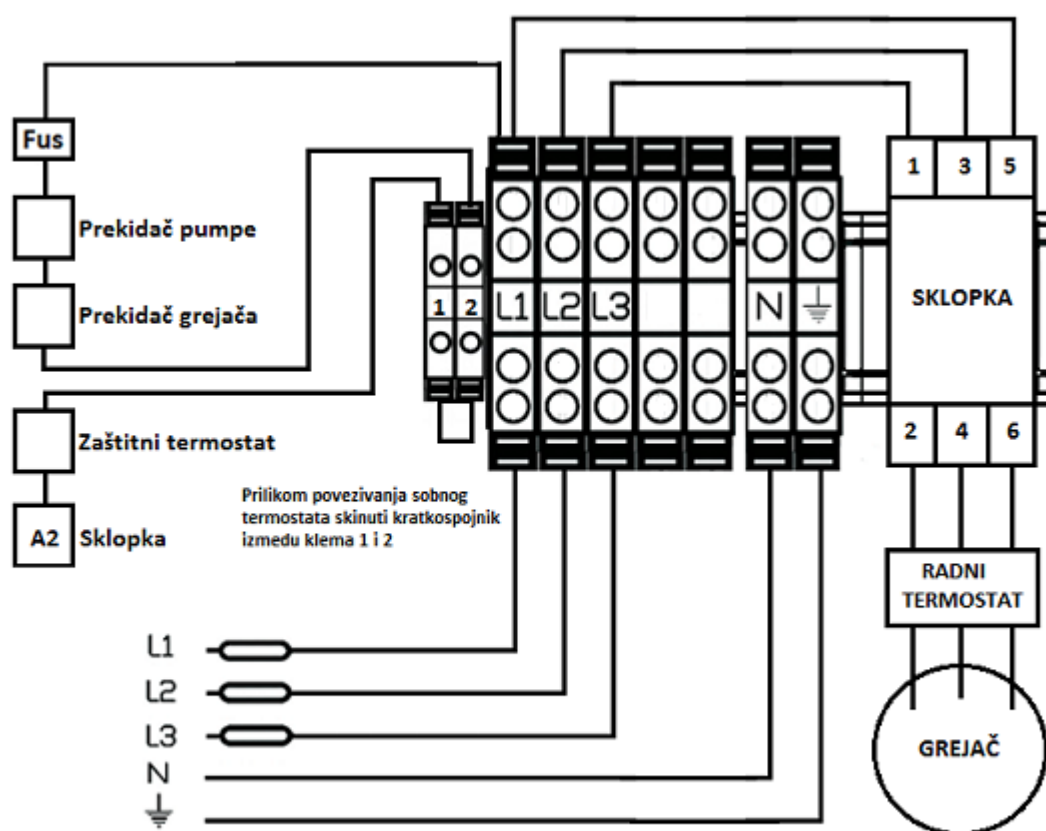 Fus
Prekidač pumpe
Prekidač grejača
Zaštitni termostat
A2 Sklopka
1 2
L1 L2 L3 N
1 3 5
SKLOPKA
2 4 6
Prilikom povezivanja sobnog
termostata skinuti kratkospojnik
između klema 1 i 2
RADNI
TERMOSTAT
GREJAČ
L1
L2
L3
N